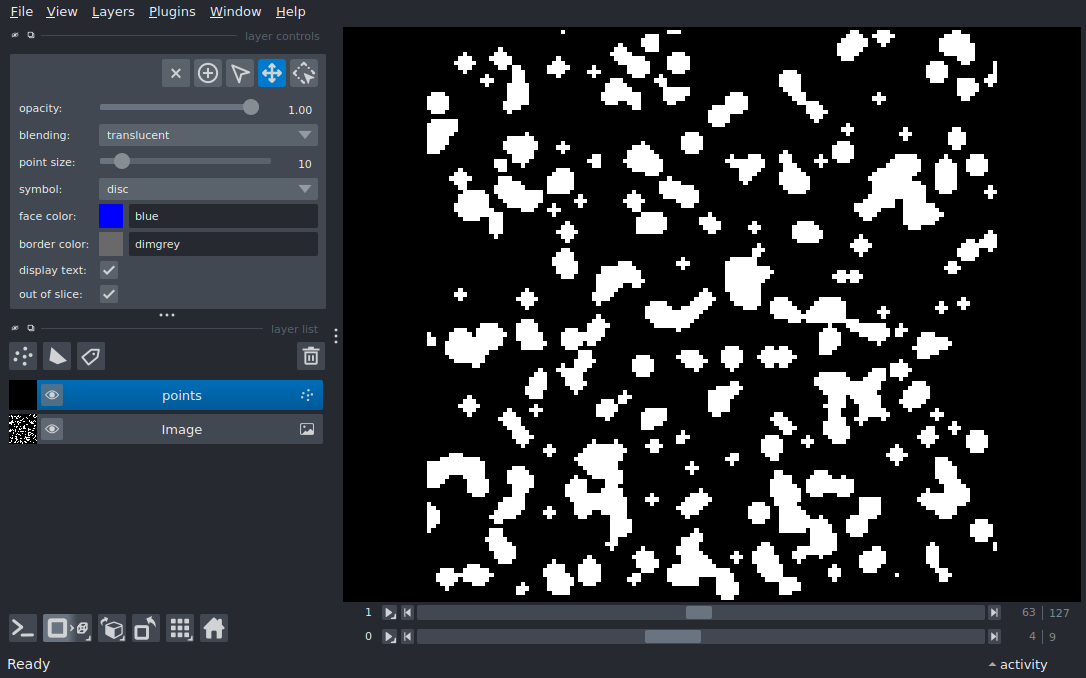 File View Layers Plugins Window Help
layer controls
opacity: 1.00
blending: translucent
point size: 10
symbol: disc
face color: blue
border color: dimgrey
display text:
out of slice:
layer list
points
Image
1 63 127
0 4 9
Ready activity